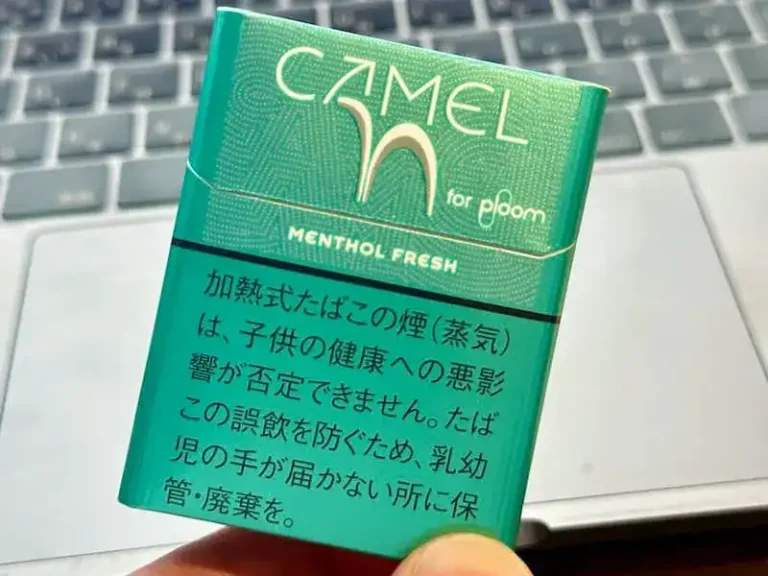 CAMEL
for ploom
MENTHOL FRESH
加熱式たばこの煙（蒸気）
は、子供の健康への悪影
響が否定できません。たば
この誤飲を防ぐため、乳幼
児の手が届かない所に保
管・廃棄を。